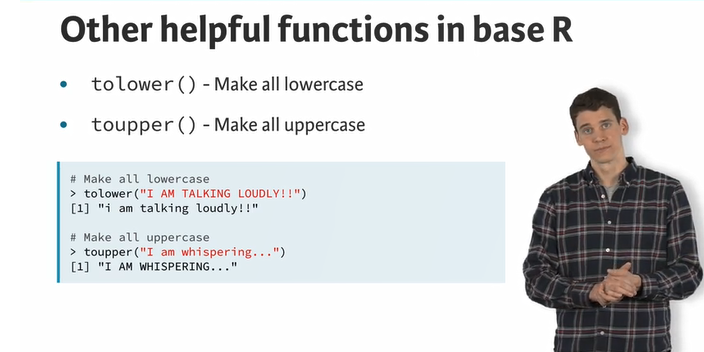 Other helpful functions in base R
• tolower() - Make all lowercase
• toupper() - Make all uppercase
# Make all lowercase
> tolower("I AM TALKING LOUDLY!!")
[1] "i am talking loudly!!"
# Make all uppercase
> toupper("I am whispering...")
[1] "I AM WHISPERING..."